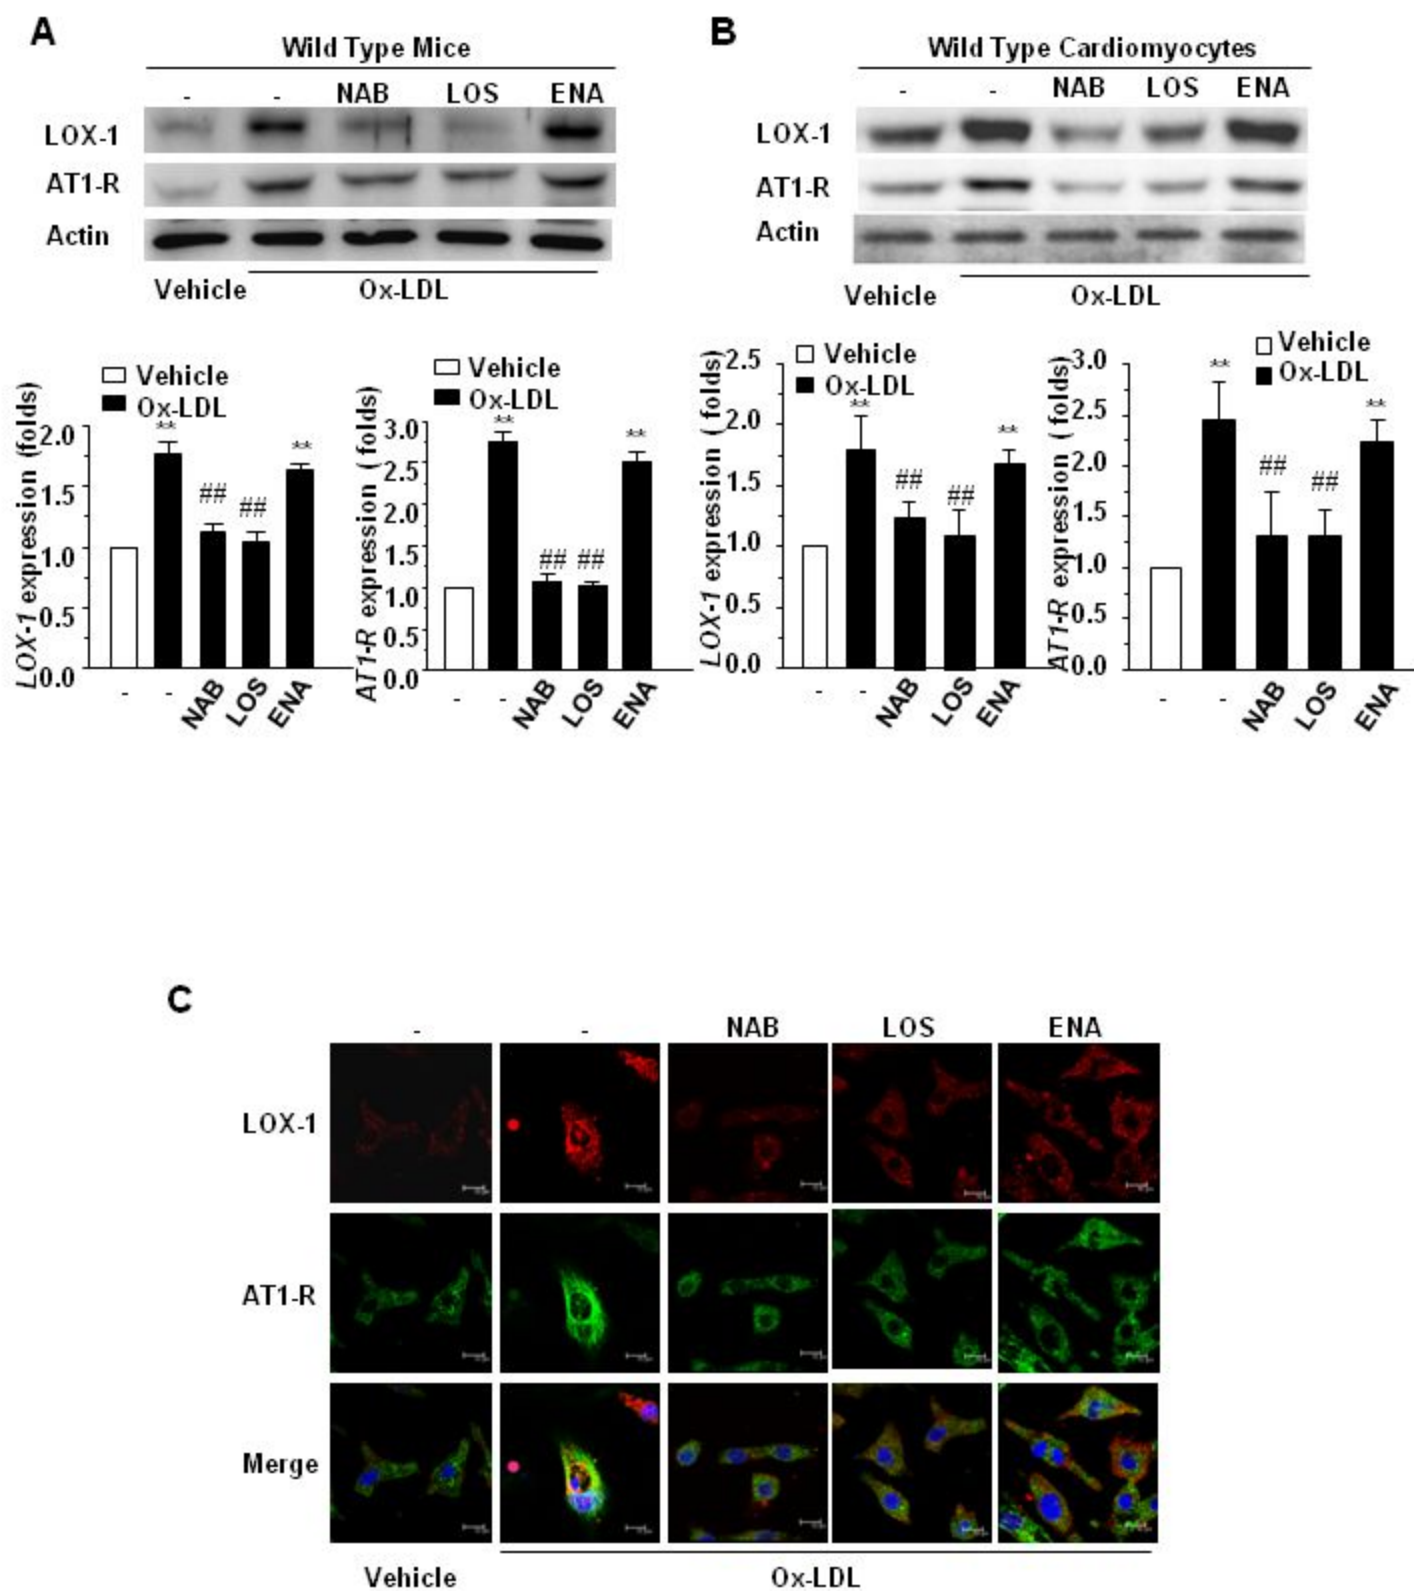 A
Wild Type Mice
- - NAB LOS ENA
LOX-1
AT1-R
Actin
Vehicle Ox-LDL
B
Wild Type Cardiomyocytes
- - NAB LOS ENA
LOX-1
AT1-R
Actin
Vehicle Ox-LDL
Vehicle
Ox-LDL
LOX-1 expression (folds)
2.0
1.5
1.0
0.5
0.0
** ## ## **
- - NAB LOS ENA
Vehicle
Ox-LDL
AT1-R expression ( folds)
3.0
2.5
2.0
1.5
1.0
0.5
0.0
** ## ## **
- - NAB LOS ENA
Vehicle
Ox-LDL
LOX-1 expression ( folds)
2.5
2.0
1.5
1.0
0.5
0.0
** ## ## **
- - NAB LOS ENA
Vehicle
Ox-LDL
AT1-R expression ( folds)
3.0
2.5
2.0
1.5
1.0
0.5
0.0
** ## ## **
- - NAB LOS ENA
C
- - NAB LOS ENA
LOX-1
AT1-R
Merge
Vehicle Ox-LDL